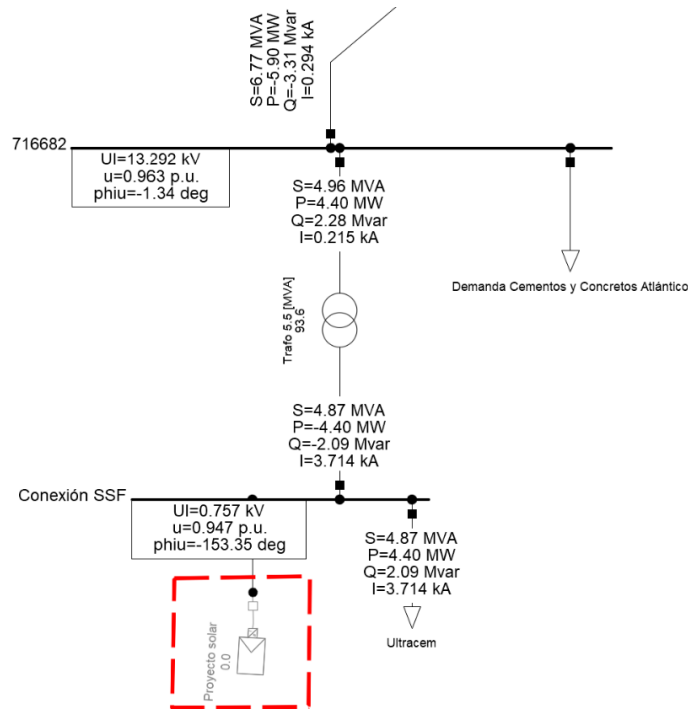 S=6.77 MVA
P=-5.90 MW
Q=-3.31 Mvar
I=0.294 kA
716682
Ul=13.292 kV
u=0.963 p.u.
phiu=-1.34 deg
S=4.96 MVA
P=4.40 MW
Q=2.28 Mvar
I=0.215 kA
Demanda Cementos y Concretos Atlántico
Trafo 5.5 [MVA]
93.6
S=4.87 MVA
P=-4.40 MW
Q=-2.09 Mvar
I=3.714 kA
Conexión SSF
Ul=0.757 kV
u=0.947 p.u.
phiu=-153.35 deg
S=4.87 MVA
P=4.40 MW
Q=2.09 Mvar
I=3.714 kA
Ultracem
Proyecto solar
0.0